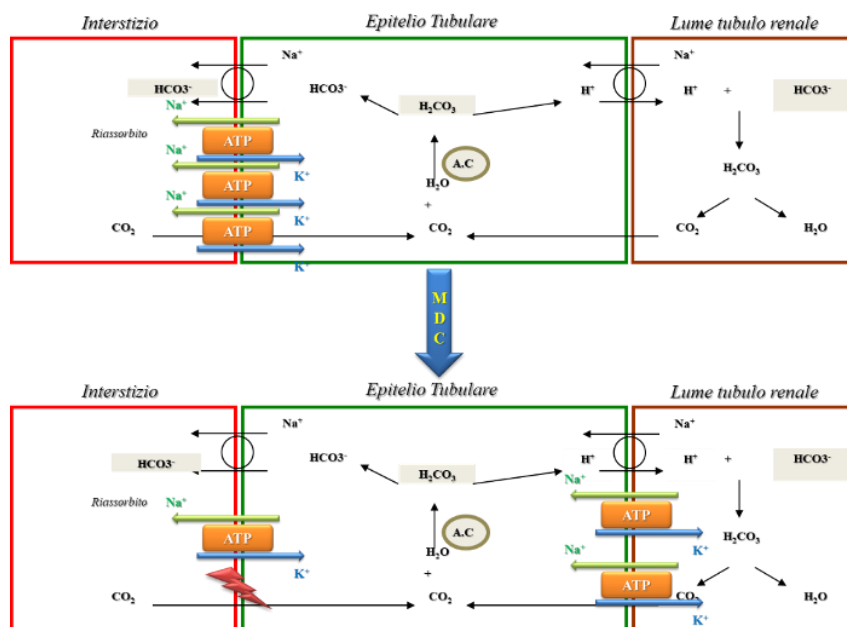 Interstizio Epitelio Tubulare Lume tubulo renale
Na⁺ Na⁺
HCO3⁻ HCO3⁻ H₂CO₃ H⁺ H⁺ + HCO3⁻
Na⁺
Riassorbito ATP
A.C
Na⁺ K⁺ H₂O H₂CO₃
ATP
Na⁺ K⁺ +
CO₂ ATP CO₂ CO₂ H₂O
K⁺
M
D
C
Interstizio Epitelio Tubulare Lume tubulo renale
Na⁺ Na⁺
HCO3⁻ HCO3⁻ H₂CO₃ H⁺ H⁺ + HCO3⁻
Riassorbito Na⁺
Na⁺ ATP
ATP A.C K⁺ H₂CO₃
H₂O Na⁺
K⁺ +
CO₂ CO₂ ATP CO₂ H₂O
K⁺